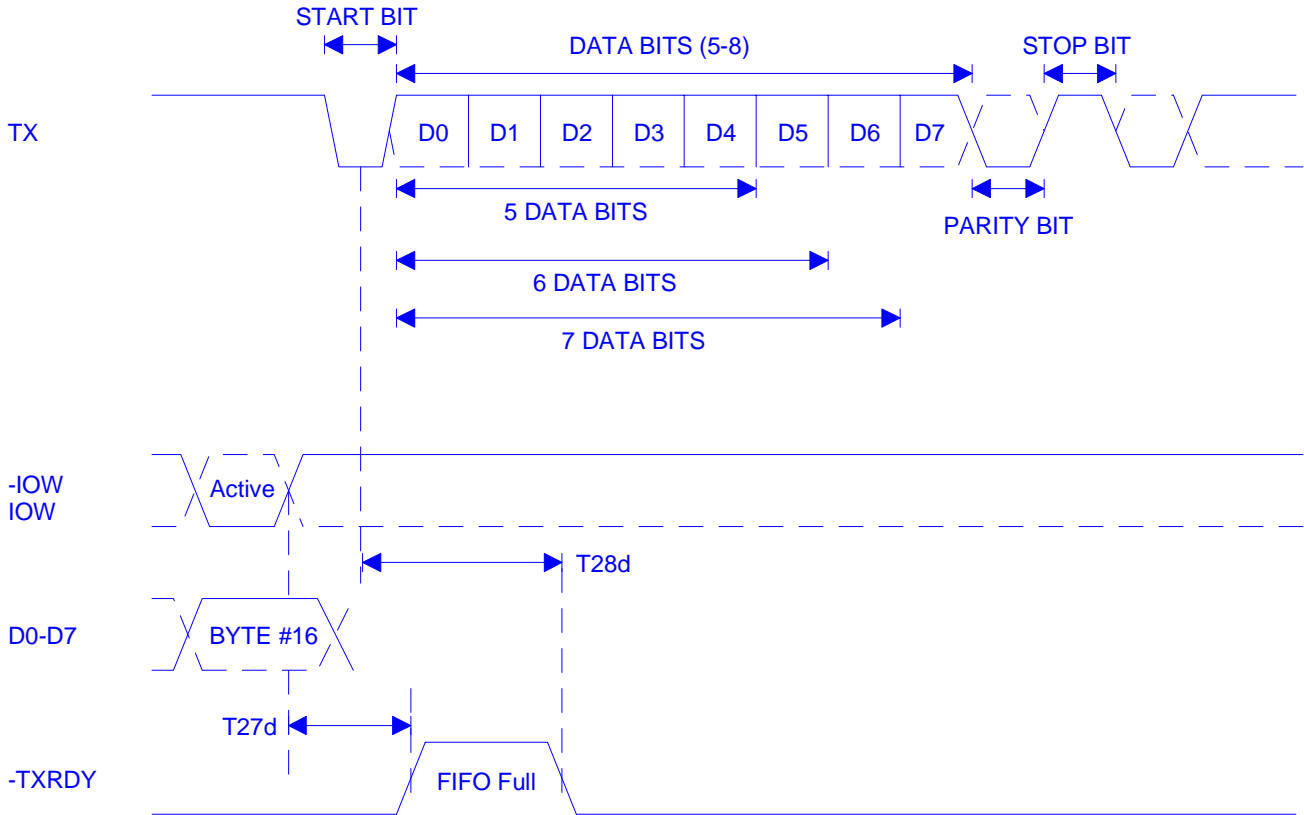 START BIT
DATA BITS (5-8)
STOP BIT
TX
D0 D1 D2 D3 D4 D5 D6 D7
5 DATA BITS
PARITY BIT
6 DATA BITS
7 DATA BITS
-IOW
IOW
Active
T28d
D0-D7
BYTE #16
T27d
-TXRDY
FIFO Full